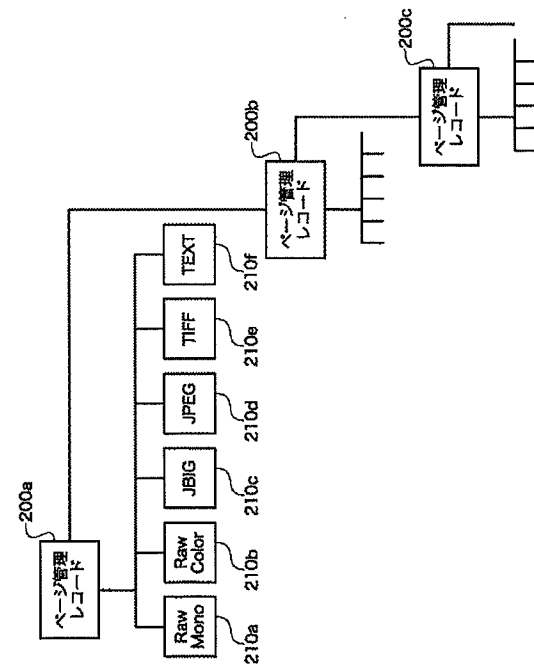 200a
ページ管理
レコード
Raw
Mono
210a
Raw
Color
210b
JBIG
210c
JPEG
210d
TIFF
210e
TEXT
210f
200b
ページ管理
レコード
200c
ページ管理
レコード